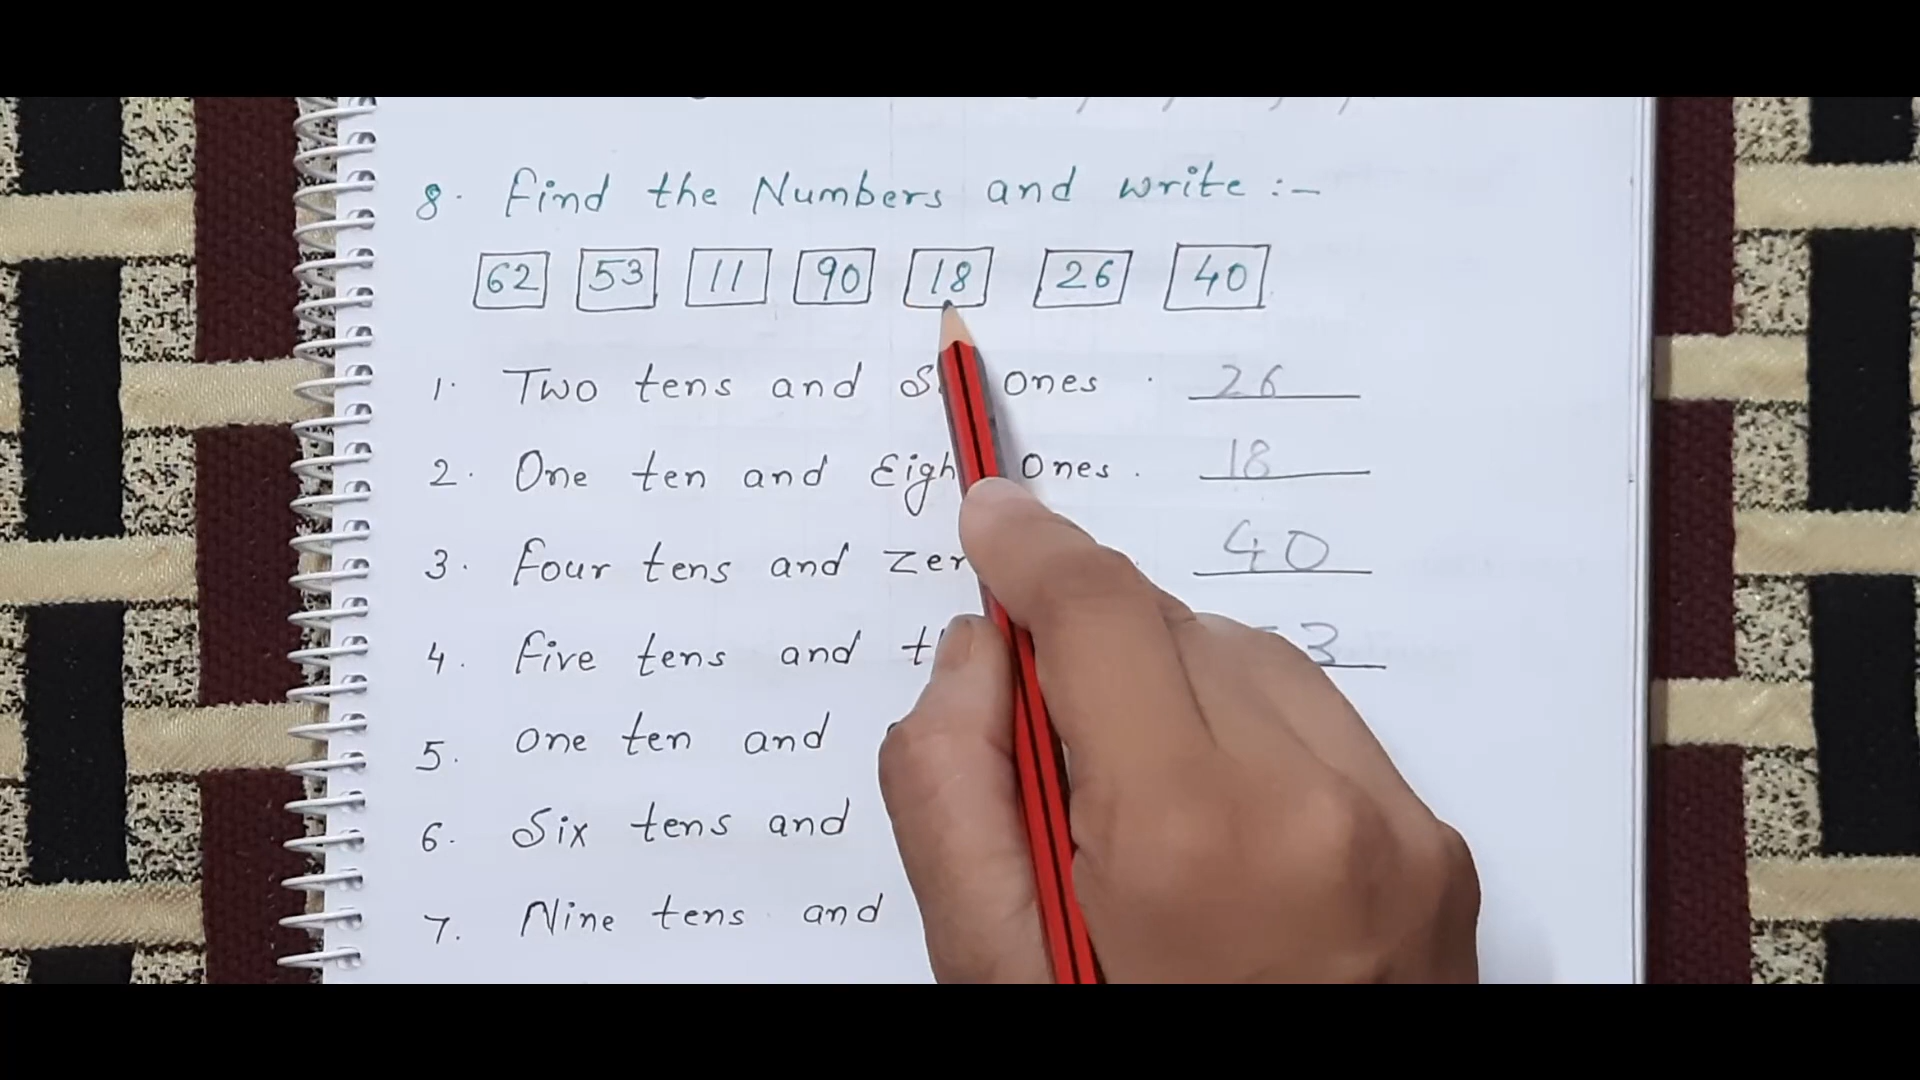 8. Find the Numbers and write :-
62 53 11 90 18 26 40
1. Two tens and ones. 26
2. One ten and Ones. 18
3. Four tens and 40
4. Five tens and 3
5. One ten and
6. Six tens and
7. Nine tens and